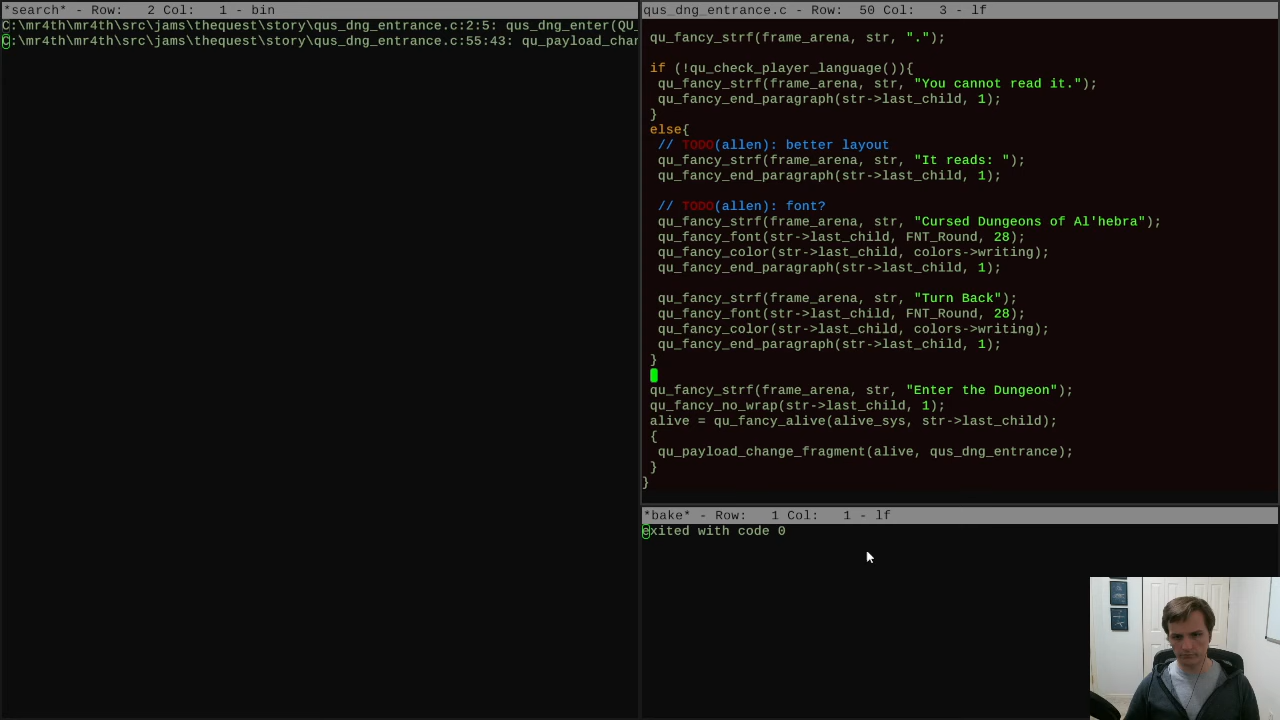 *search* - Row:   2 Col:   1 - bin
C:\mr4th\mr4th\src\jams\thequest\story\qus_dng_entrance.c:2:5: qus_dng_enter(QU_
C:\mr4th\mr4th\src\jams\thequest\story\qus_dng_entrance.c:55:43: qu_payload_chan
qus_dng_entrance.c - Row:  50 Col:   3 - lf
qu_fancy_strf(frame_arena, str, ".");
if (!qu_check_player_language()){
qu_fancy_strf(frame_arena, str, "You cannot read it.");
qu_fancy_end_paragraph(str->last_child, 1);
}
else{
// TODO(allen): better layout
qu_fancy_strf(frame_arena, str, "It reads: ");
qu_fancy_end_paragraph(str->last_child, 1);
// TODO(allen): font?
qu_fancy_strf(frame_arena, str, "Cursed Dungeons of Al'hebra");
qu_fancy_font(str->last_child, FNT_Round, 28);
qu_fancy_color(str->last_child, colors->writing);
qu_fancy_end_paragraph(str->last_child, 1);
qu_fancy_strf(frame_arena, str, "Turn Back");
qu_fancy_font(str->last_child, FNT_Round, 28);
qu_fancy_color(str->last_child, colors->writing);
qu_fancy_end_paragraph(str->last_child, 1);
}
qu_fancy_strf(frame_arena, str, "Enter the Dungeon");
qu_fancy_no_wrap(str->last_child, 1);
alive = qu_fancy_alive(alive_sys, str->last_child);
{
qu_payload_change_fragment(alive, qus_dng_entrance);
}
}
*bake* - Row:   1 Col:   1 - lf
exited with code 0